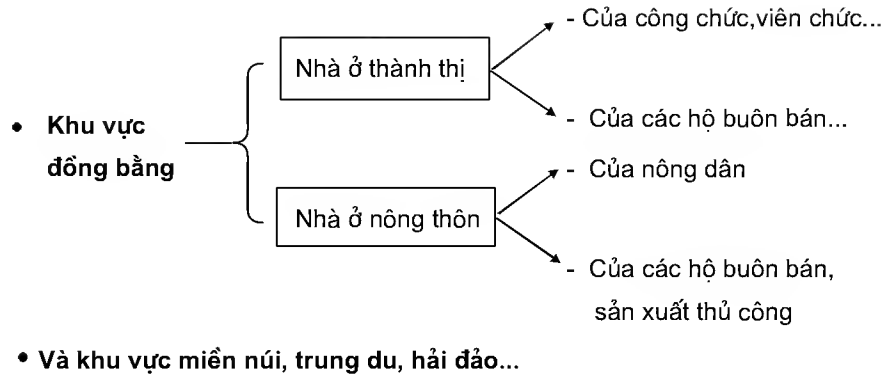 - Của công chức,viên chức...
Nhà ở thành thị
- Của các hộ buôn bán...
• Khu vực
đồng bằng
- Của nông dân
Nhà ở nông thôn
- Của các hộ buôn bán,
sản xuất thủ công
• Và khu vực miền núi, trung du, hải đảo...